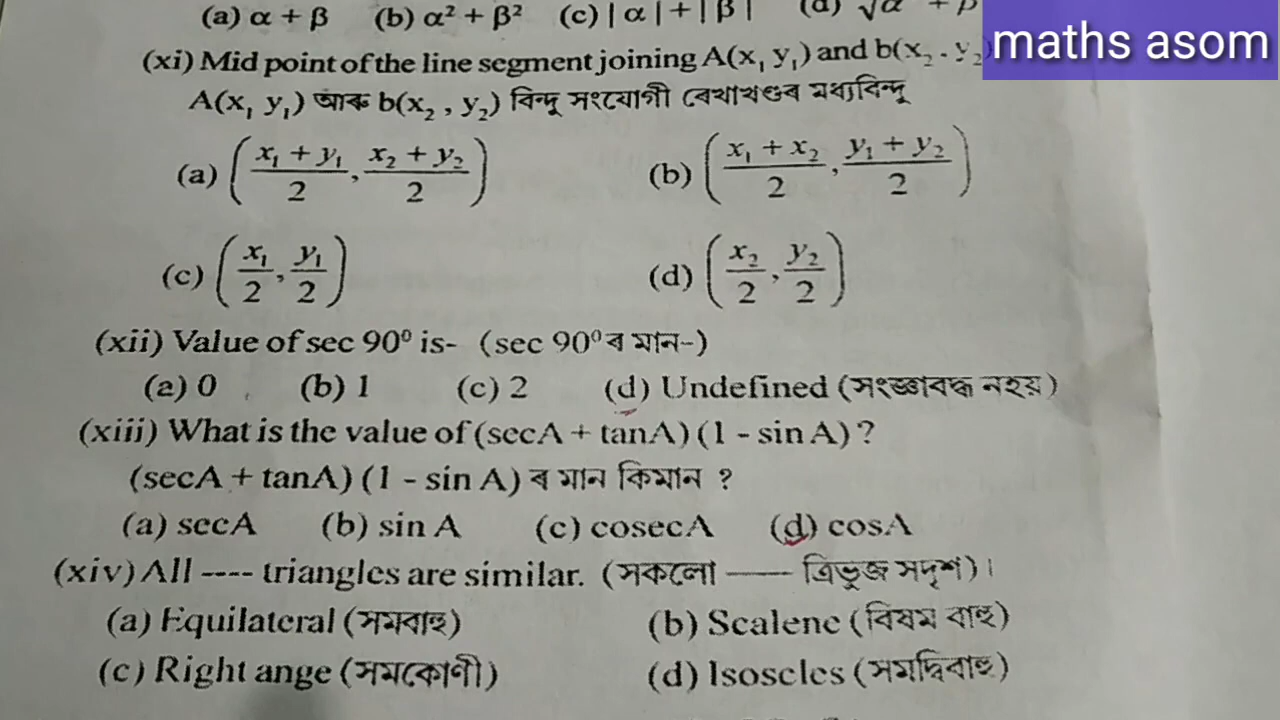 (a) α + β (b) α² + β² (c) | α | + | β |
maths asom
(xi) Mid point of the line segment joining A(x₁ y₁) and b(x₂ - y₂
A(x₁ y₁) আৰু b(x₂ , y₂) বিন্দু সংযোগী ৰেখাখণ্ডৰ মধ্যবিন্দু
(a) ((x₁ + y₁)/2, (x₂ + y₂)/2) (b) ((x₁ + x₂)/2, (y₁ + y₂)/2)
(c) (x₁/2, y₁/2) (d) (x₂/2, y₂/2)
(xii) Value of sec 90⁰ is- (sec 90⁰ৰ মান-)
(a) 0 (b) 1 (c) 2 (d) Undefined (সংজ্ঞাবদ্ধ নহয়)
(xiii) What is the value of (secA + tanA) (1 - sin A) ?
(secA + tanA) (1 - sin A) ৰ মান কিমান ?
(a) secA (b) sin A (c) cosecA (d) cosA
(xiv) All ---- triangles are similar. (সকলো —— ত্ৰিভুজ সদৃশ)।
(a) Equilateral (সমবাহু) (b) Scalene (বিষম বাহু)
(c) Right ange (সমকোণী) (d) Isoscles (সমদ্বিবাহু)